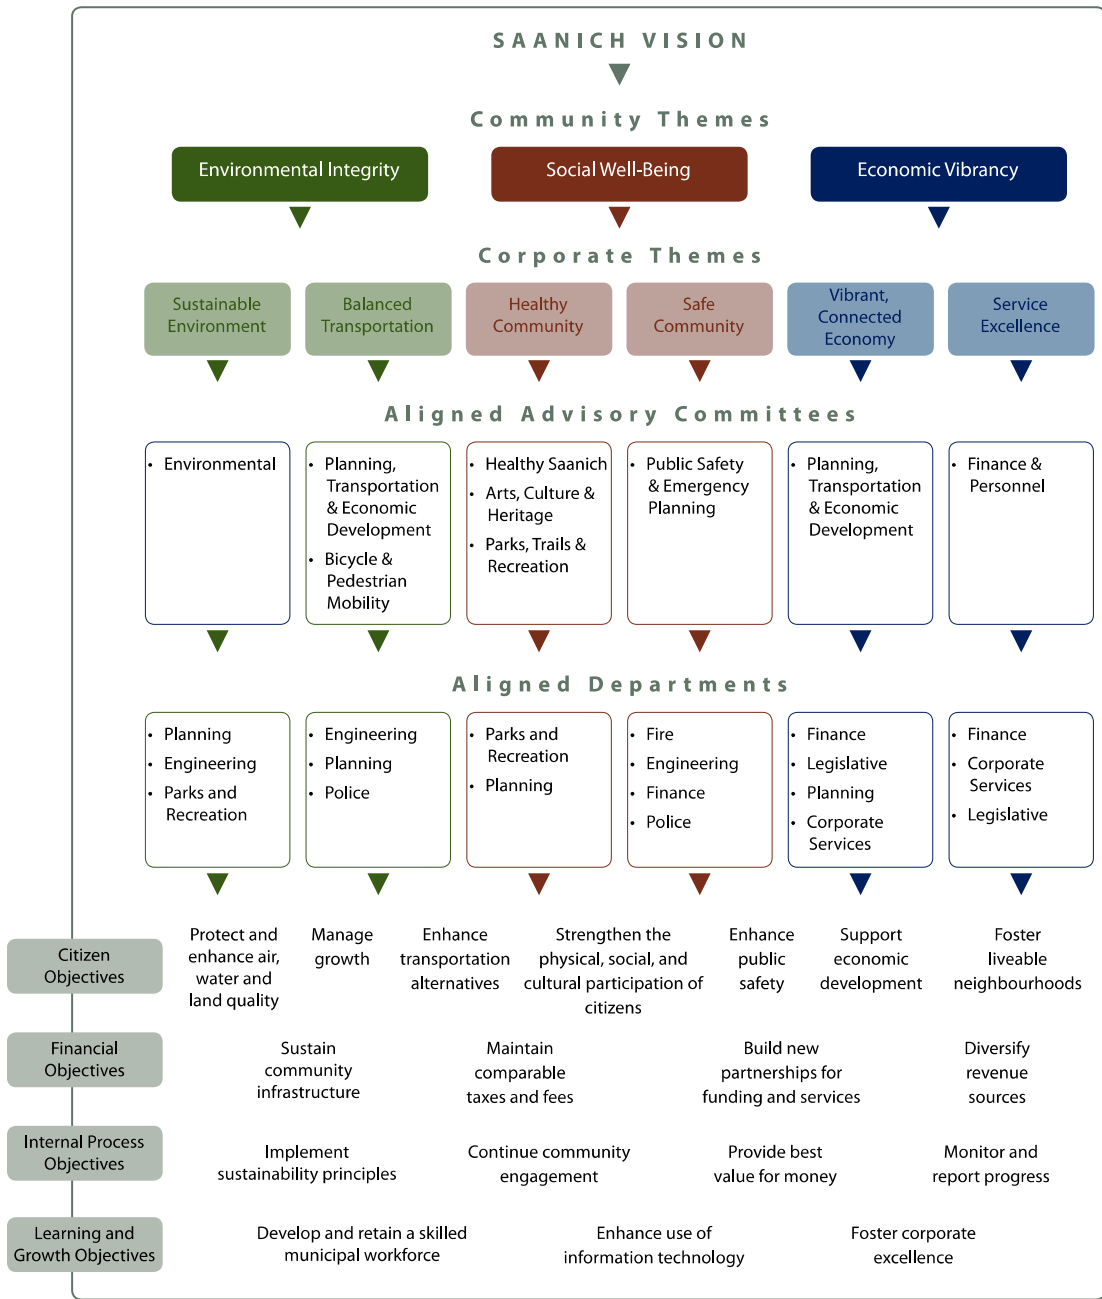 SAANICH VISION
Community Themes
Environmental Integrity
Social Well-Being
Economic Vibrancy
Corporate Themes
Sustainable
Environment
Balanced
Transportation
Healthy
Community
Safe
Community
Vibrant,
Connected
Economy
Service
Excellence
Aligned Advisory Committees
• Environmental
• Planning,
Transportation
& Economic
Development
• Bicycle &
Pedestrian
Mobility
• Healthy Saanich
• Arts, Culture &
Heritage
• Parks, Trails &
Recreation
• Public Safety
& Emergency
Planning
• Planning,
Transportation
& Economic
Development
• Finance &
Personnel
Aligned Departments
• Planning
• Engineering
• Parks and
Recreation
• Engineering
• Planning
• Police
• Parks and
Recreation
• Planning
• Fire
• Engineering
• Finance
• Police
• Finance
• Legislative
• Planning
• Corporate
Services
• Finance
• Corporate
Services
• Legislative
Citizen
Objectives
Protect and
enhance air,
water and
land quality
Manage
growth
Enhance
transportation
alternatives
Strengthen the
physical, social, and
cultural participation of
citizens
Enhance
public
safety
Support
economic
development
Foster
liveable
neighbourhoods
Financial
Objectives
Sustain
community
infrastructure
Maintain
comparable
taxes and fees
Build new
partnerships for
funding and services
Diversify
revenue
sources
Internal Process
Objectives
Implement
sustainability principles
Continue community
engagement
Provide best
value for money
Monitor and
report progress
Learning and
Growth Objectives
Develop and retain a skilled
municipal workforce
Enhance use of
information technology
Foster corporate
excellence